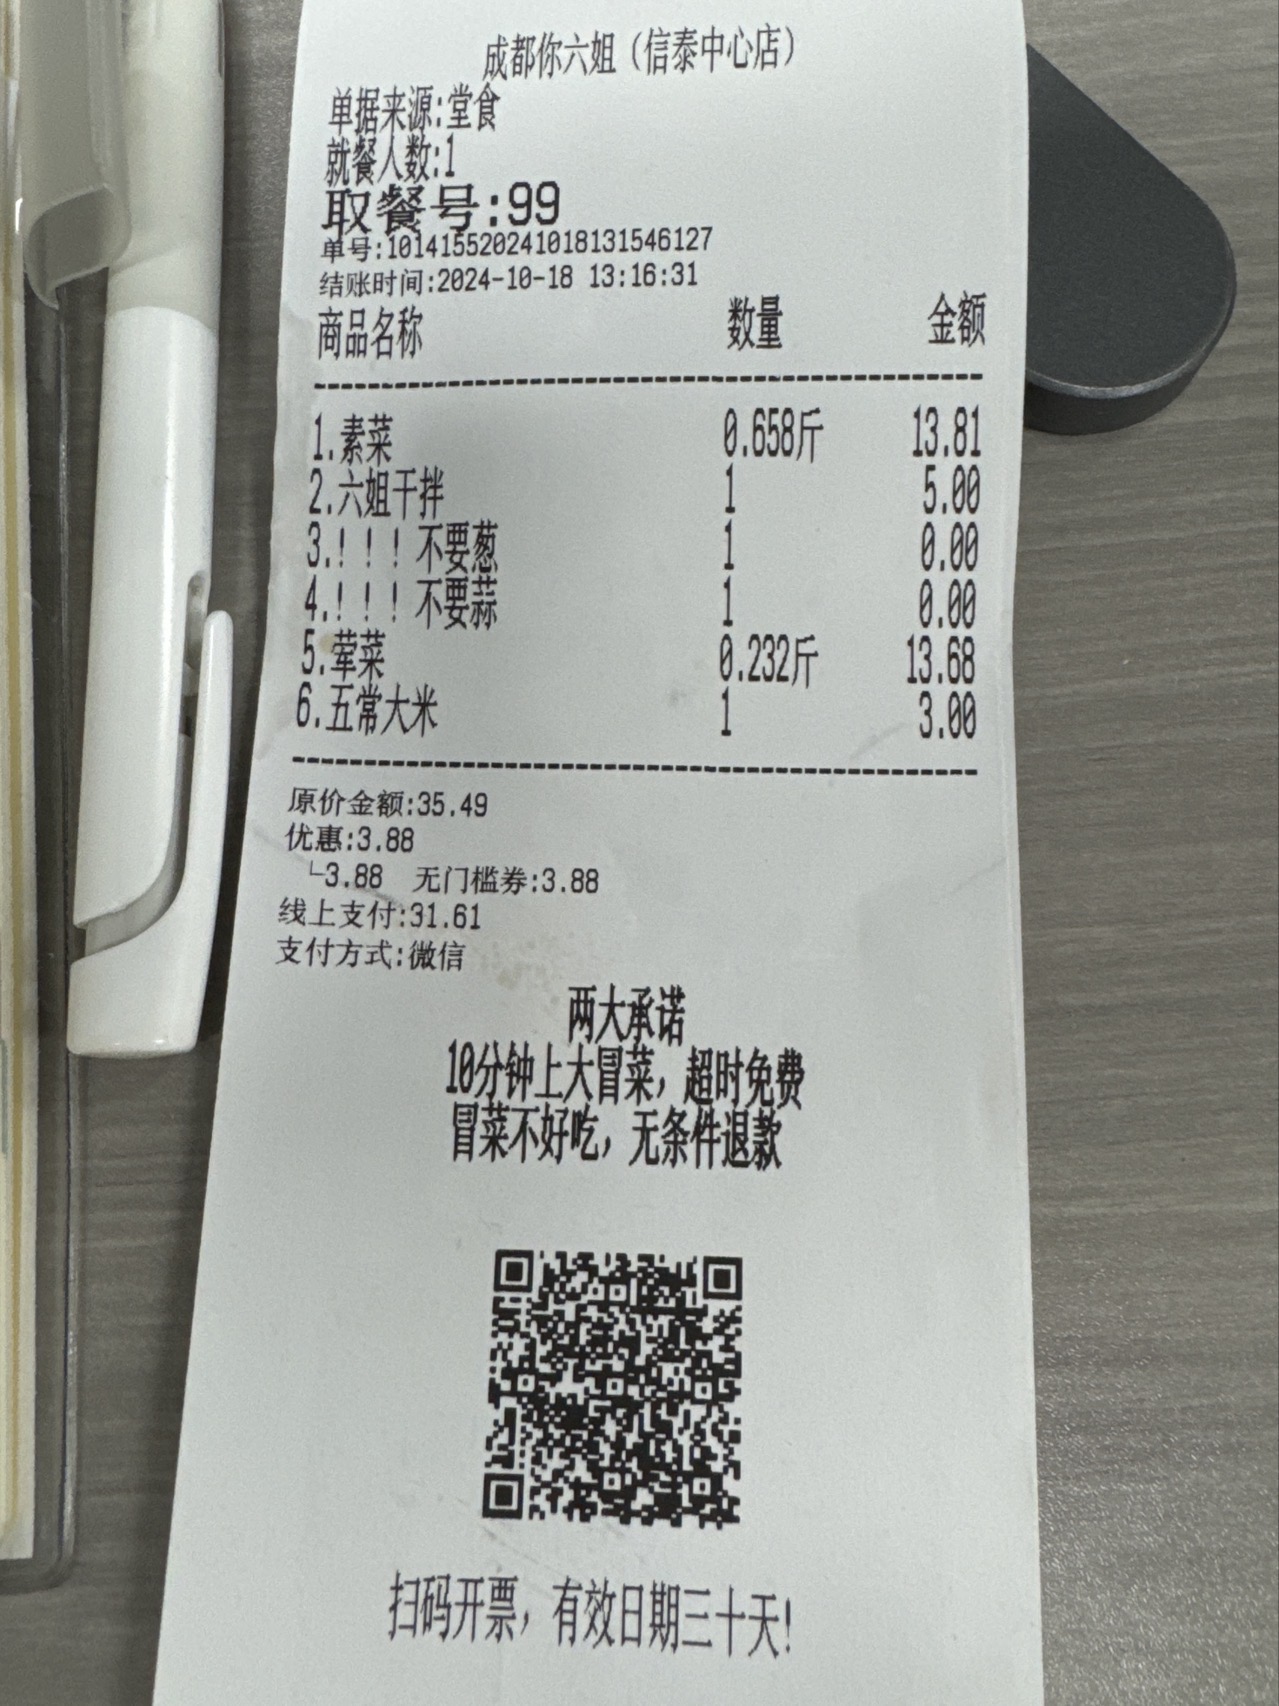 成都你六姐（信泰中心店）
单据来源:堂食
就餐人数:1
取餐号:99
单号:101415520241018131546127
结账时间:2024-10-18 13:16:31
商品名称 数量 金额
1.素菜 0.658斤 13.81
2.六姐干拌 1 5.00
3.！！！不要葱 1 0.00
4.！！！不要蒜 1 0.00
5.荤菜 0.232斤 13.68
6.五常大米 1 3.00
原价金额:35.49
优惠:3.88
└3.88 无门槛券:3.88
线上支付:31.61
支付方式:微信
两大承诺
10分钟上大冒菜，超时免费
冒菜不好吃，无条件退款
扫码开票，有效日期三十天！